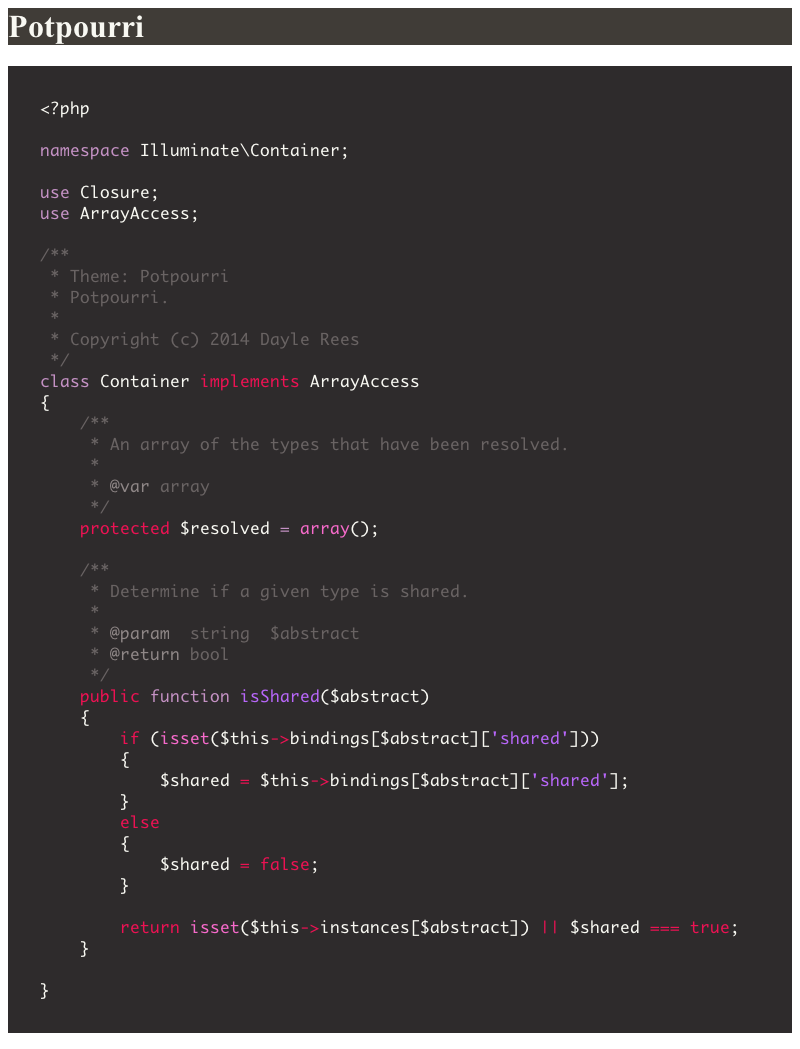 Potpourri
<?php
namespace Illuminate\Container;
use Closure;
use ArrayAccess;
/**
 * Theme: Potpourri
 * Potpourri.
 *
 * Copyright (c) 2014 Dayle Rees
 */
class Container implements ArrayAccess
{
    /**
     * An array of the types that have been resolved.
     *
     * @var array
     */
    protected $resolved = array();
    /**
     * Determine if a given type is shared.
     *
     * @param  string  $abstract
     * @return bool
     */
    public function isShared($abstract)
    {
        if (isset($this->bindings[$abstract]['shared']))
        {
            $shared = $this->bindings[$abstract]['shared'];
        }
        else
        {
            $shared = false;
        }
        return isset($this->instances[$abstract]) || $shared === true;
    }
}